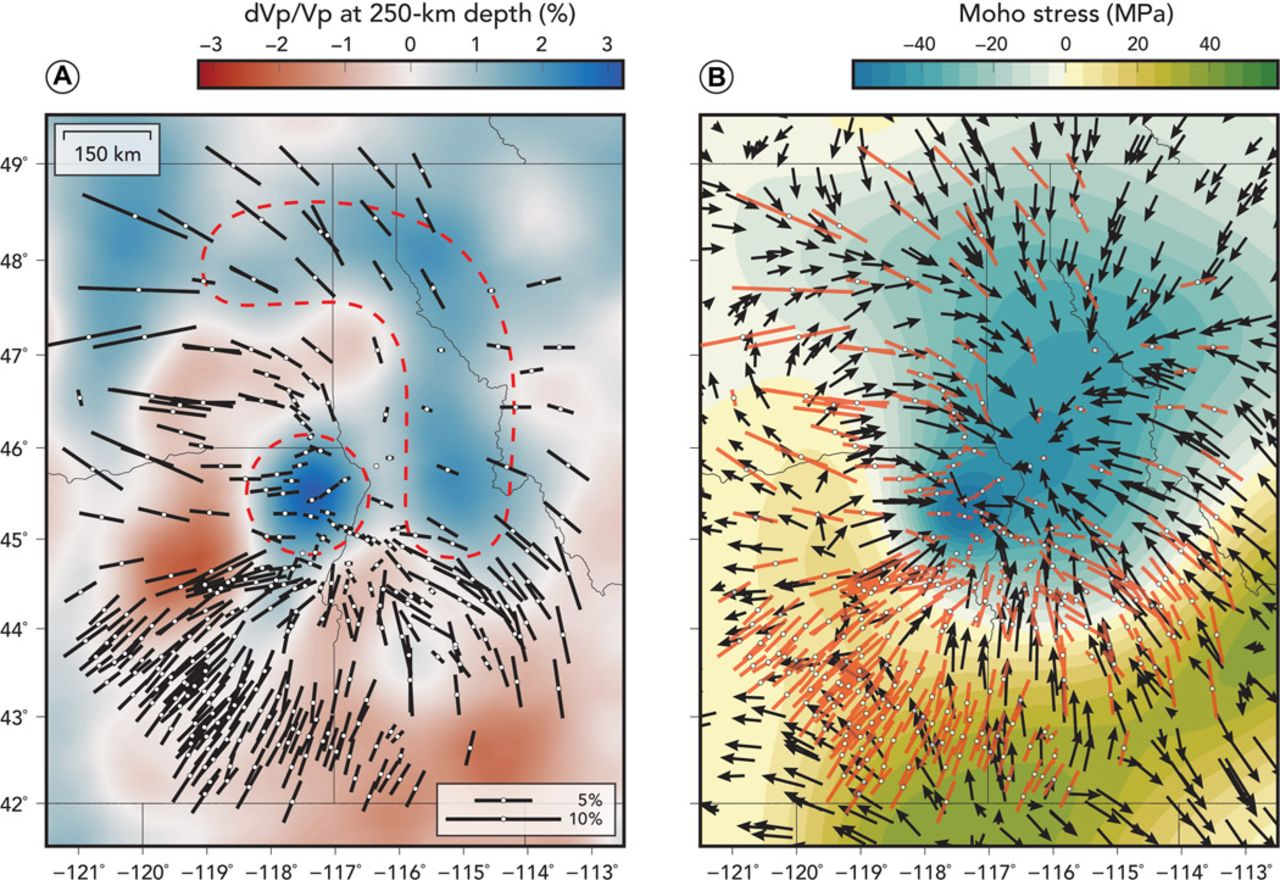 dVp/Vp at 250-km depth (%)
−3 −2 −1 0 1 2 3
A
150 km
49°
48°
47°
46°
45°
44°
43°
42°
5%
10%
−121° −120° −119° −118° −117° −116° −115° −114° −113°
Moho stress (MPa)
−40 −20 0 20 40
B
−121° −120° −119° −118° −117° −116° −115° −114° −113°